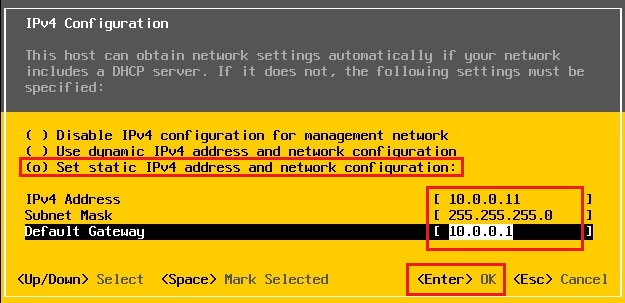 IPv4 Configuration
This host can obtain network settings automatically if your network
includes a DHCP server. If it does not, the following settings must be
specified:
( ) Disable IPv4 configuration for management network
( ) Use dynamic IPv4 address and network configuration
(o) Set static IPv4 address and network configuration:
IPv4 Address [ 10.0.0.11 ]
Subnet Mask [ 255.255.255.0 ]
Default Gateway [ 10.0.0.1 ]
<Up/Down> Select <Space> Mark Selected <Enter> OK <Esc> Cancel